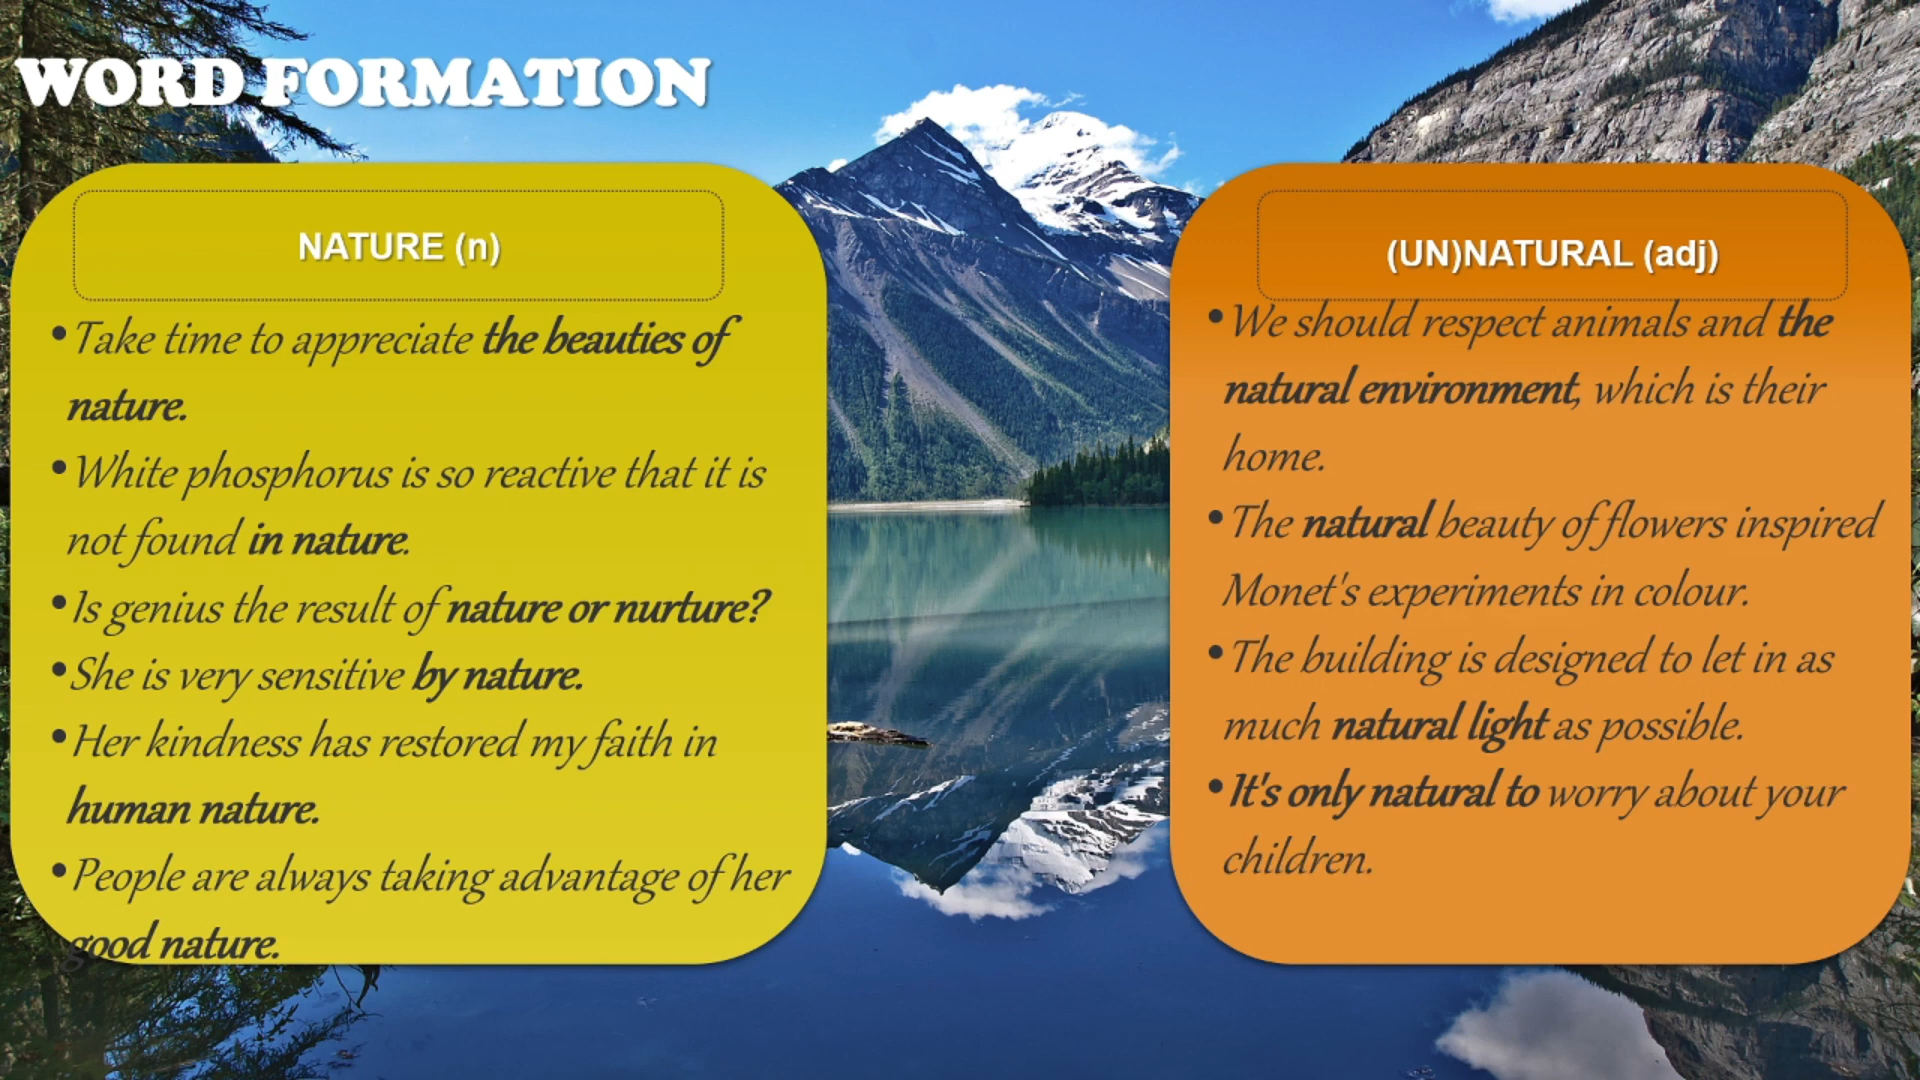 WORD FORMATION
NATURE (n)
•Take time to appreciate the beauties of
nature.
•White phosphorus is so reactive that it is
not found in nature.
•Is genius the result of nature or nurture?
•She is very sensitive by nature.
•Her kindness has restored my faith in
human nature.
•People are always taking advantage of her
good nature.
(UN)NATURAL (adj)
•We should respect animals and the
natural environment, which is their
home.
•The natural beauty of flowers inspired
Monet's experiments in colour.
•The building is designed to let in as
much natural light as possible.
•It's only natural to worry about your
children.